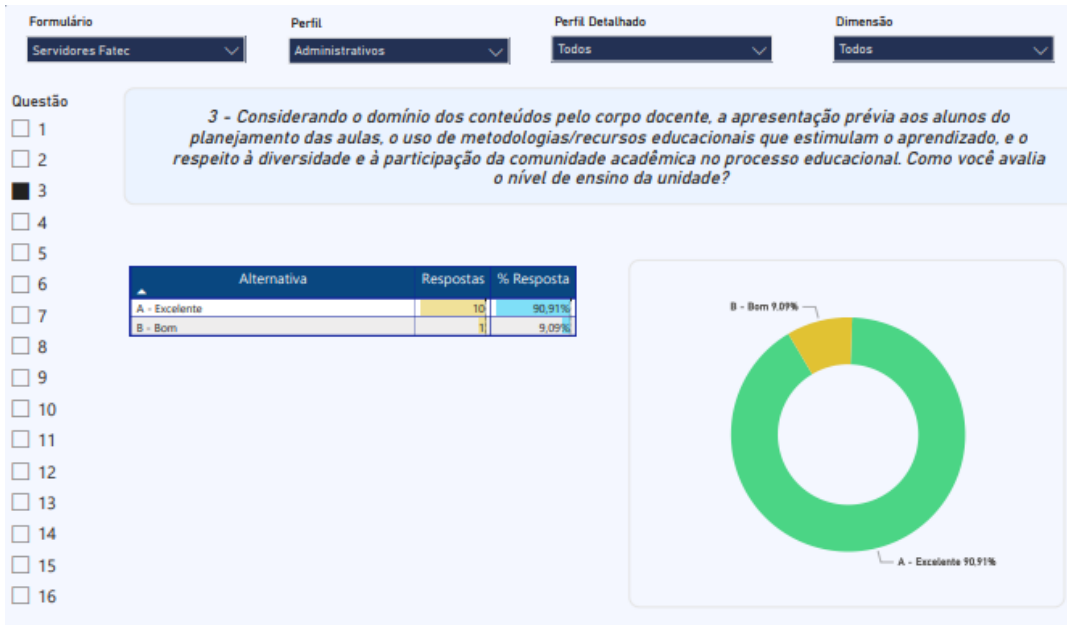 Formulário
Perfil
Perfil Detalhado
Dimensão
Servidores Fatec
Administrativos
Todos
Todos
Questão
1
2
3
4
5
6
7
8
9
10
11
12
13
14
15
16
3 - Considerando o domínio dos conteúdos pelo corpo docente, a apresentação prévia aos alunos do
planejamento das aulas, o uso de metodologias/recursos educacionais que estimulam o aprendizado, e o
respeito à diversidade e à participação da comunidade acadêmica no processo educacional. Como você avalia
o nível de ensino da unidade?
Alternativa Respostas % Resposta
A - Excelente 10 90,91%
B - Bom 1 9,09%
B - Bom 9,09%
A - Excelente 90,91%